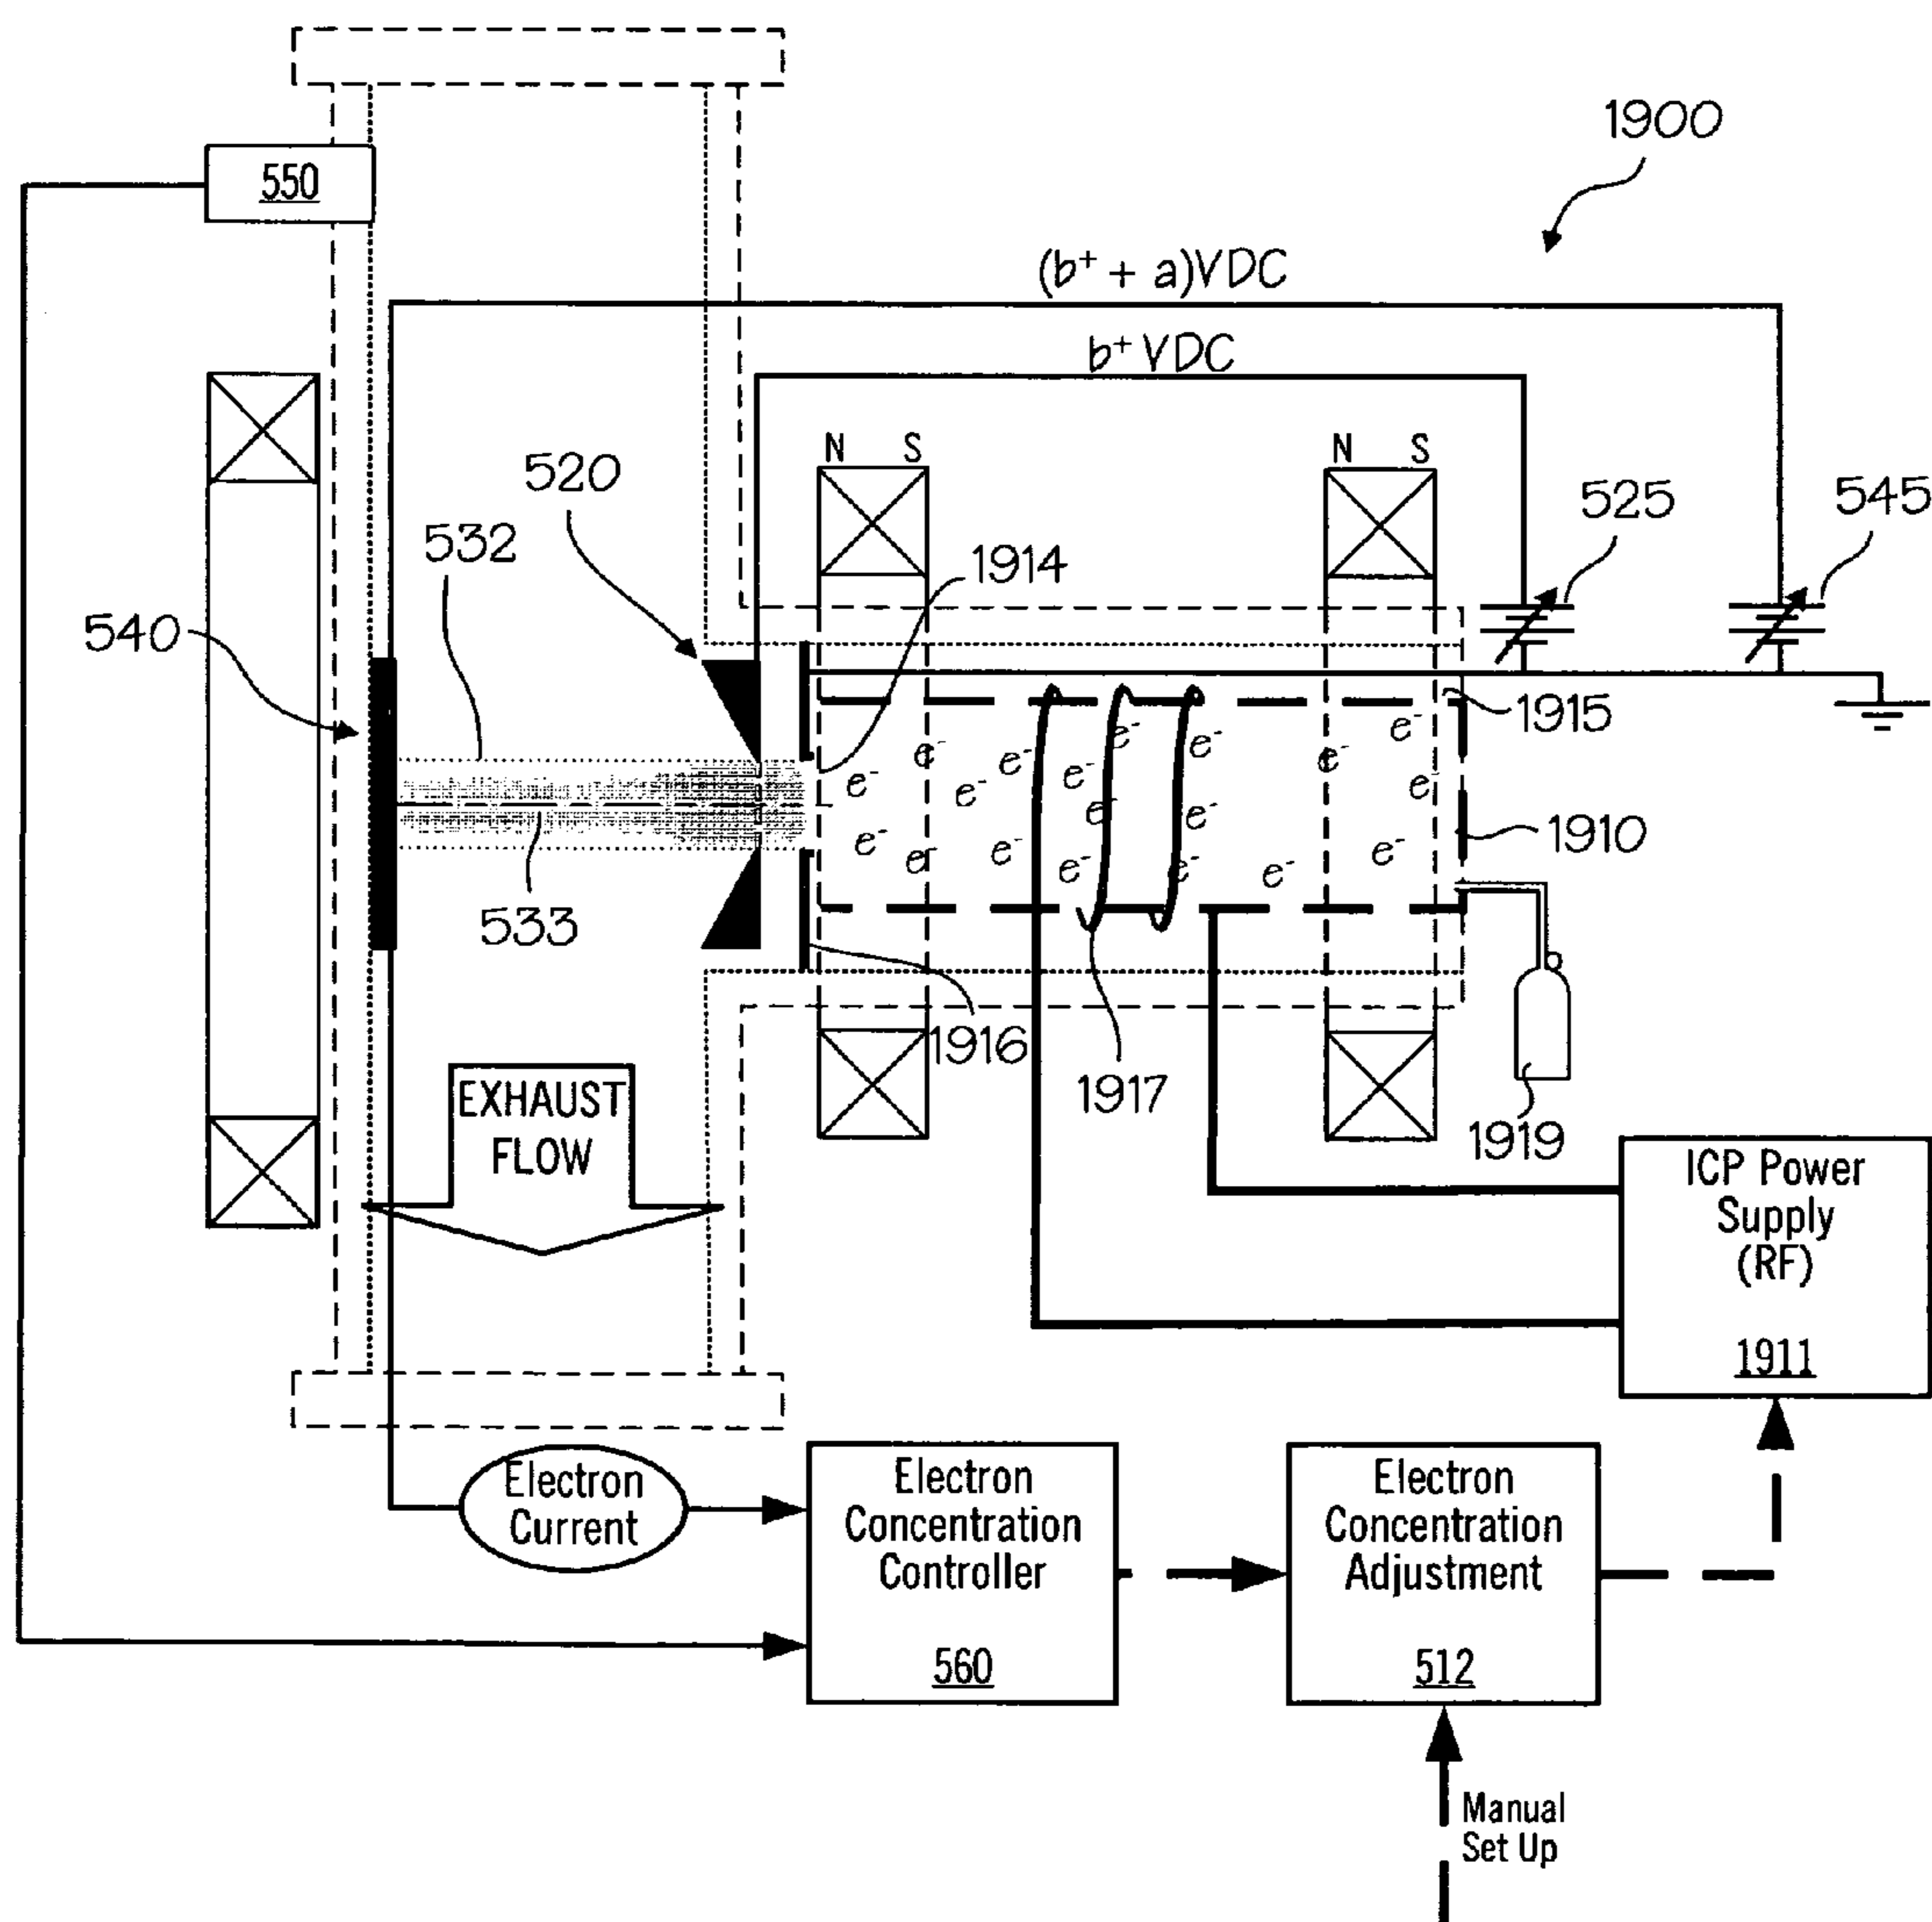 1900
550
(b⁺ + a)VDC
b⁺ VDC
N S
N S
520
525
545
532
1914
540
1915
e⁻ e⁻ e⁻ e⁻ e⁻ e⁻ e⁻ e⁻ e⁻ e⁻ e⁻ e⁻ e⁻ e⁻ e⁻ e⁻ e⁻ e⁻ e⁻ e⁻
1910
533
1916
1917
1919
EXHAUST
FLOW
ICP Power
Supply
(RF)
1911
Electron
Current
Electron
Concentration
Controller
560
Electron
Concentration
Adjustment
512
Manual
Set Up